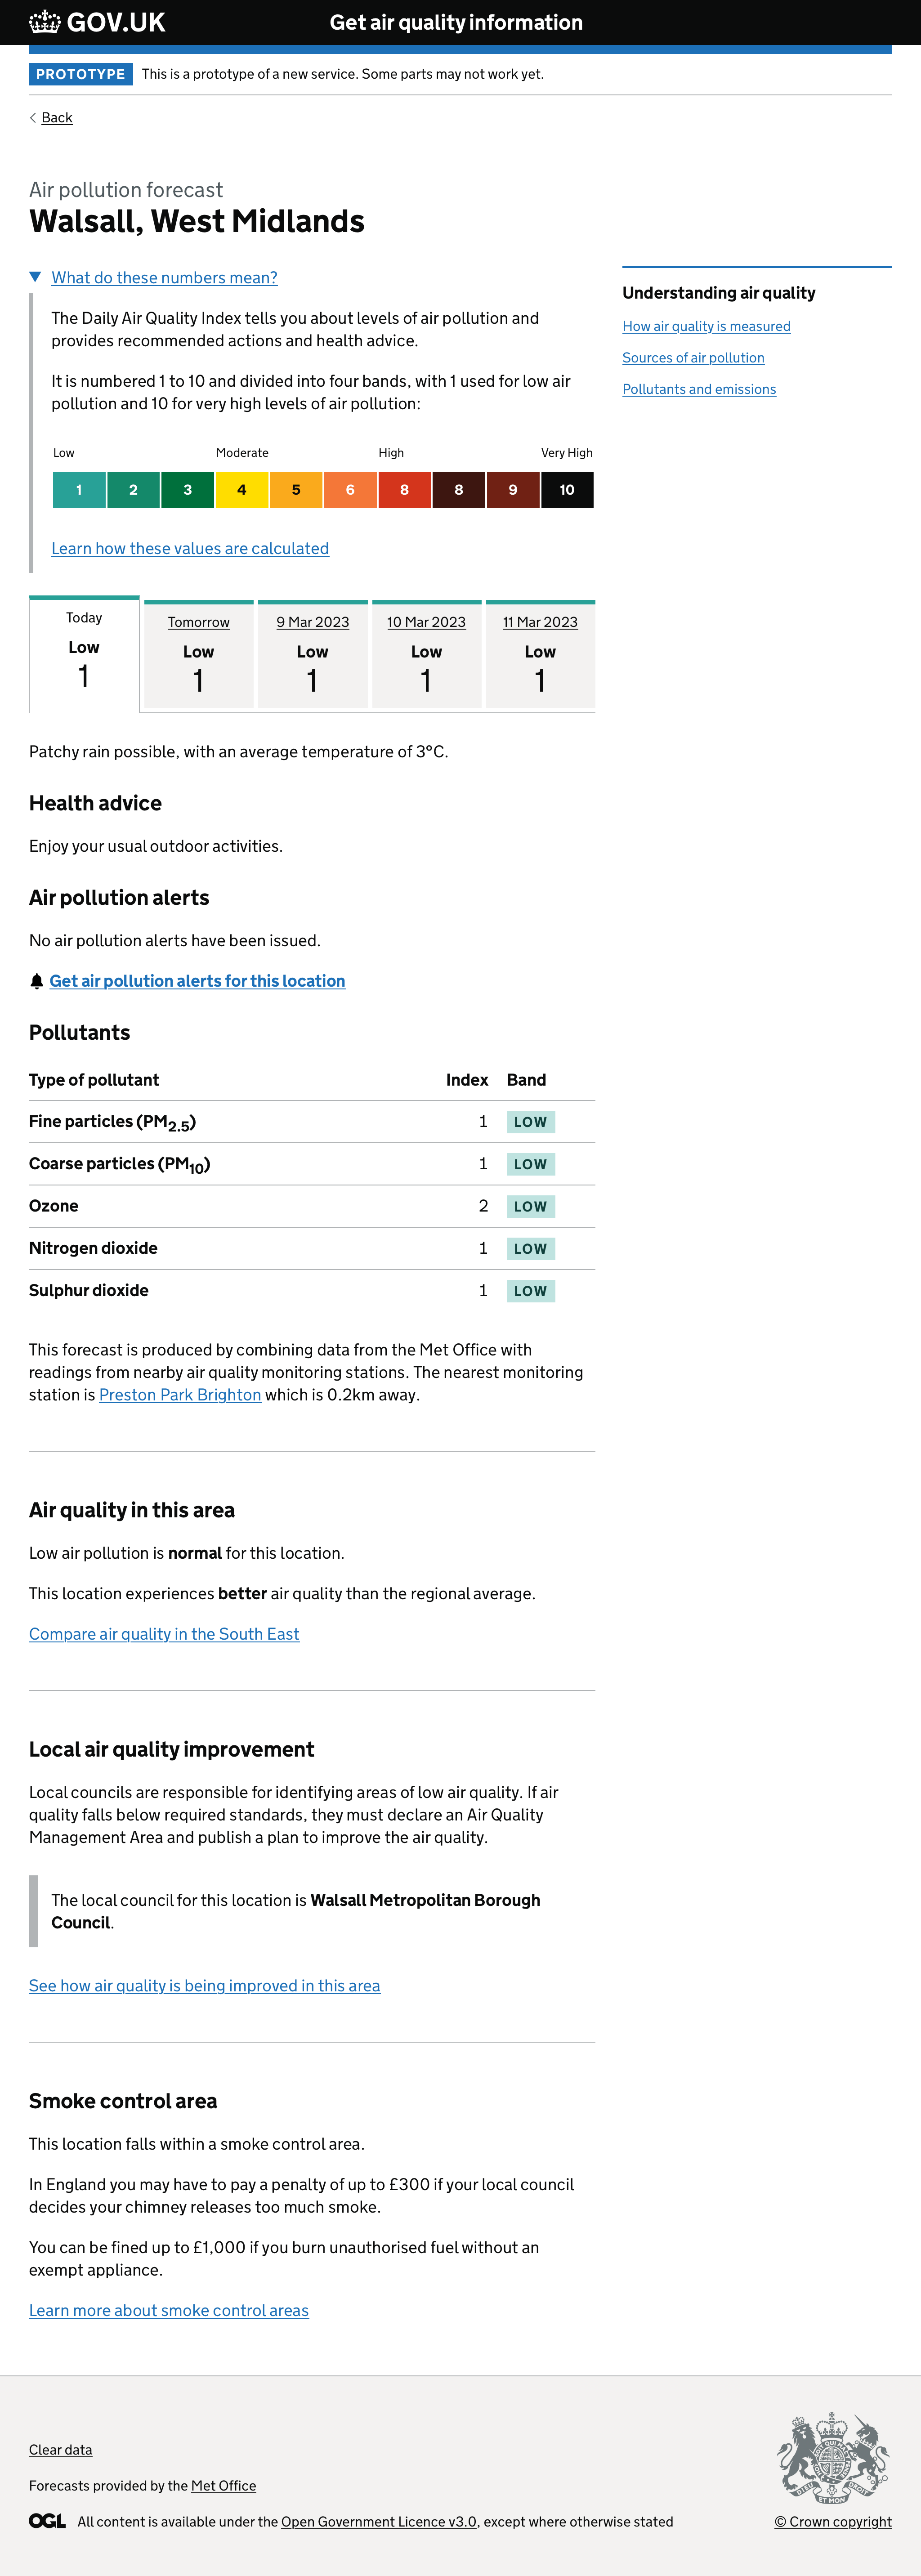 GOV.UK
Get air quality information
PROTOTYPE This is a prototype of a new service. Some parts may not work yet.
Back
Air pollution forecast
Walsall, West Midlands
What do these numbers mean?
The Daily Air Quality Index tells you about levels of air pollution and
provides recommended actions and health advice.
It is numbered 1 to 10 and divided into four bands, with 1 used for low air
pollution and 10 for very high levels of air pollution:
Low Moderate High Very High
1 2 3 4 5 6 8 8 9 10
Learn how these values are calculated
Understanding air quality
How air quality is measured
Sources of air pollution
Pollutants and emissions
Today Tomorrow 9 Mar 2023 10 Mar 2023 11 Mar 2023
Low Low Low Low Low
1 1 1 1 1
Patchy rain possible, with an average temperature of 3°C.
Health advice
Enjoy your usual outdoor activities.
Air pollution alerts
No air pollution alerts have been issued.
Get air pollution alerts for this location
Pollutants
Type of pollutant Index Band
Fine particles (PM2.5) 1 LOW
Coarse particles (PM10) 1 LOW
Ozone 2 LOW
Nitrogen dioxide 1 LOW
Sulphur dioxide 1 LOW
This forecast is produced by combining data from the Met Office with
readings from nearby air quality monitoring stations. The nearest monitoring
station is Preston Park Brighton which is 0.2km away.
Air quality in this area
Low air pollution is normal for this location.
This location experiences better air quality than the regional average.
Compare air quality in the South East
Local air quality improvement
Local councils are responsible for identifying areas of low air quality. If air
quality falls below required standards, they must declare an Air Quality
Management Area and publish a plan to improve the air quality.
The local council for this location is Walsall Metropolitan Borough
Council.
See how air quality is being improved in this area
Smoke control area
This location falls within a smoke control area.
In England you may have to pay a penalty of up to £300 if your local council
decides your chimney releases too much smoke.
You can be fined up to £1,000 if you burn unauthorised fuel without an
exempt appliance.
Learn more about smoke control areas
Clear data
Forecasts provided by the Met Office
OGL All content is available under the Open Government Licence v3.0, except where otherwise stated
© Crown copyright